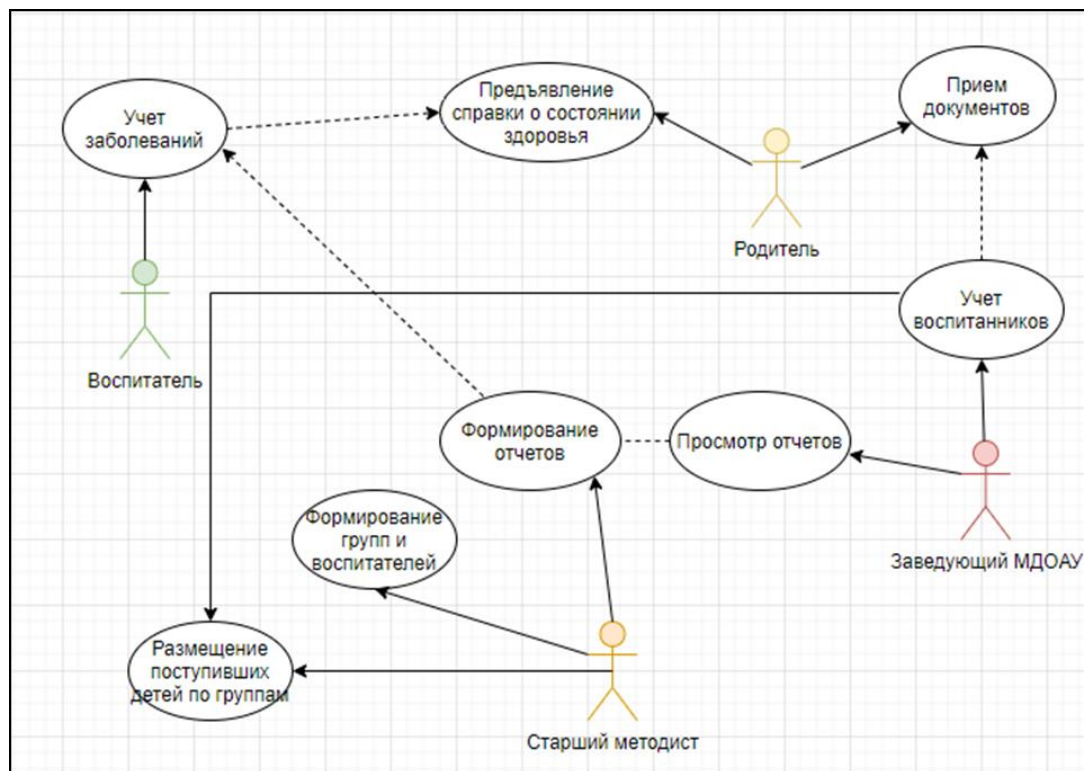 Учет
заболеваний
Предъявление
справки о состоянии
здоровья
Прием
документов
Родитель
Учет
воспитанников
Воспитатель
Формирование
отчетов
Просмотр отчетов
Формирование
групп и
воспитателей
Заведующий МДОАУ
Размещение
поступивших
детей по группам
Старший методист